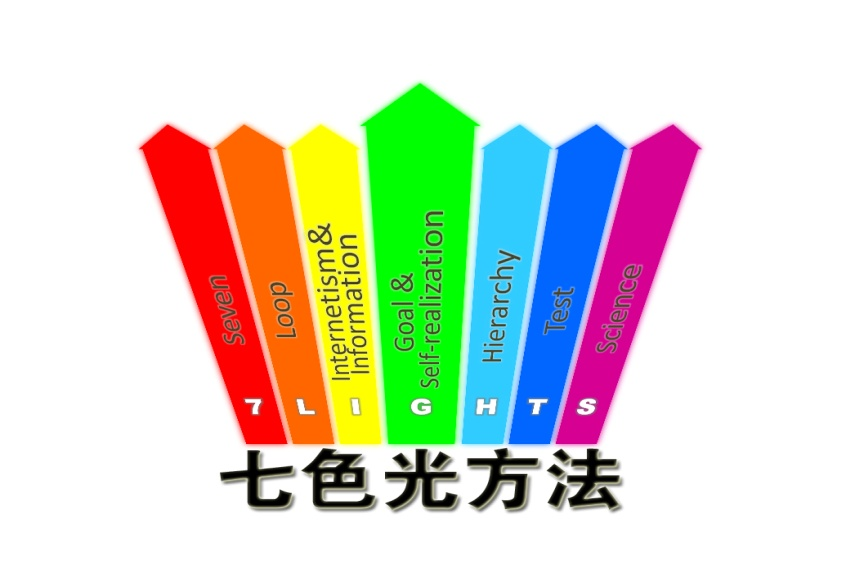 Seven
Loop
Internetism&
Information
Goal &
Self-realization
Hierarchy
Test
Science
7 L I G H T S
七色光方法